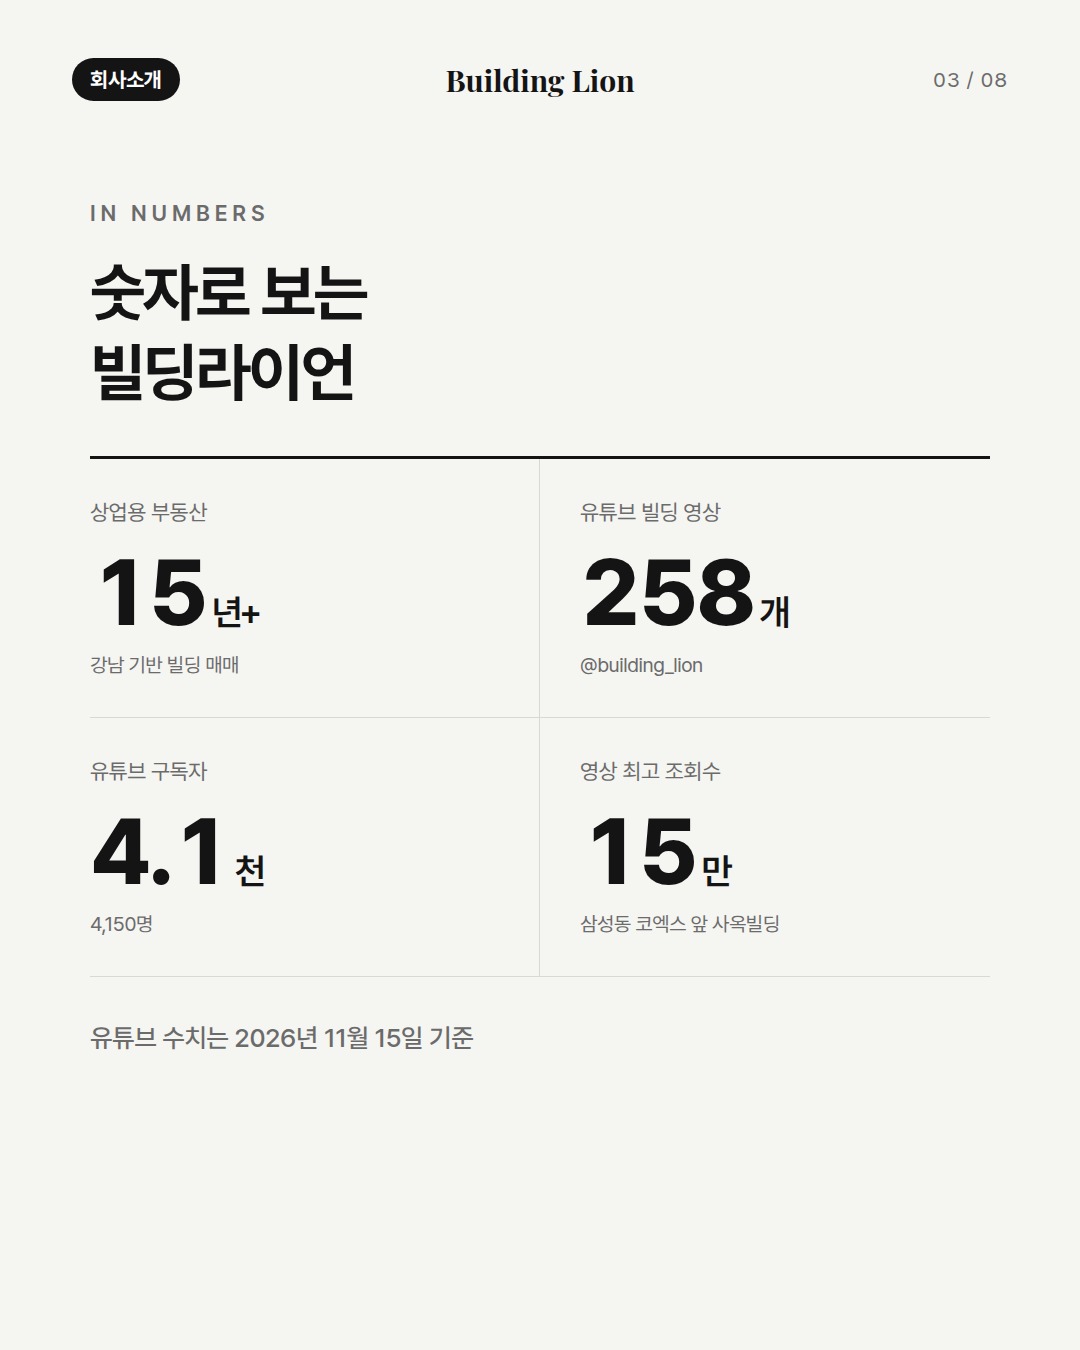 회사소개
Building Lion
03 / 08
IN NUMBERS
숫자로 보는
빌딩라이언
상업용 부동산
15년+
강남 기반 빌딩 매매
유튜브 빌딩 영상
258개
@building_lion
유튜브 구독자
4.1천
4,150명
영상 최고 조회수
15만
삼성동 코엑스 앞 사옥빌딩
유튜브 수치는 2026년 11월 15일 기준